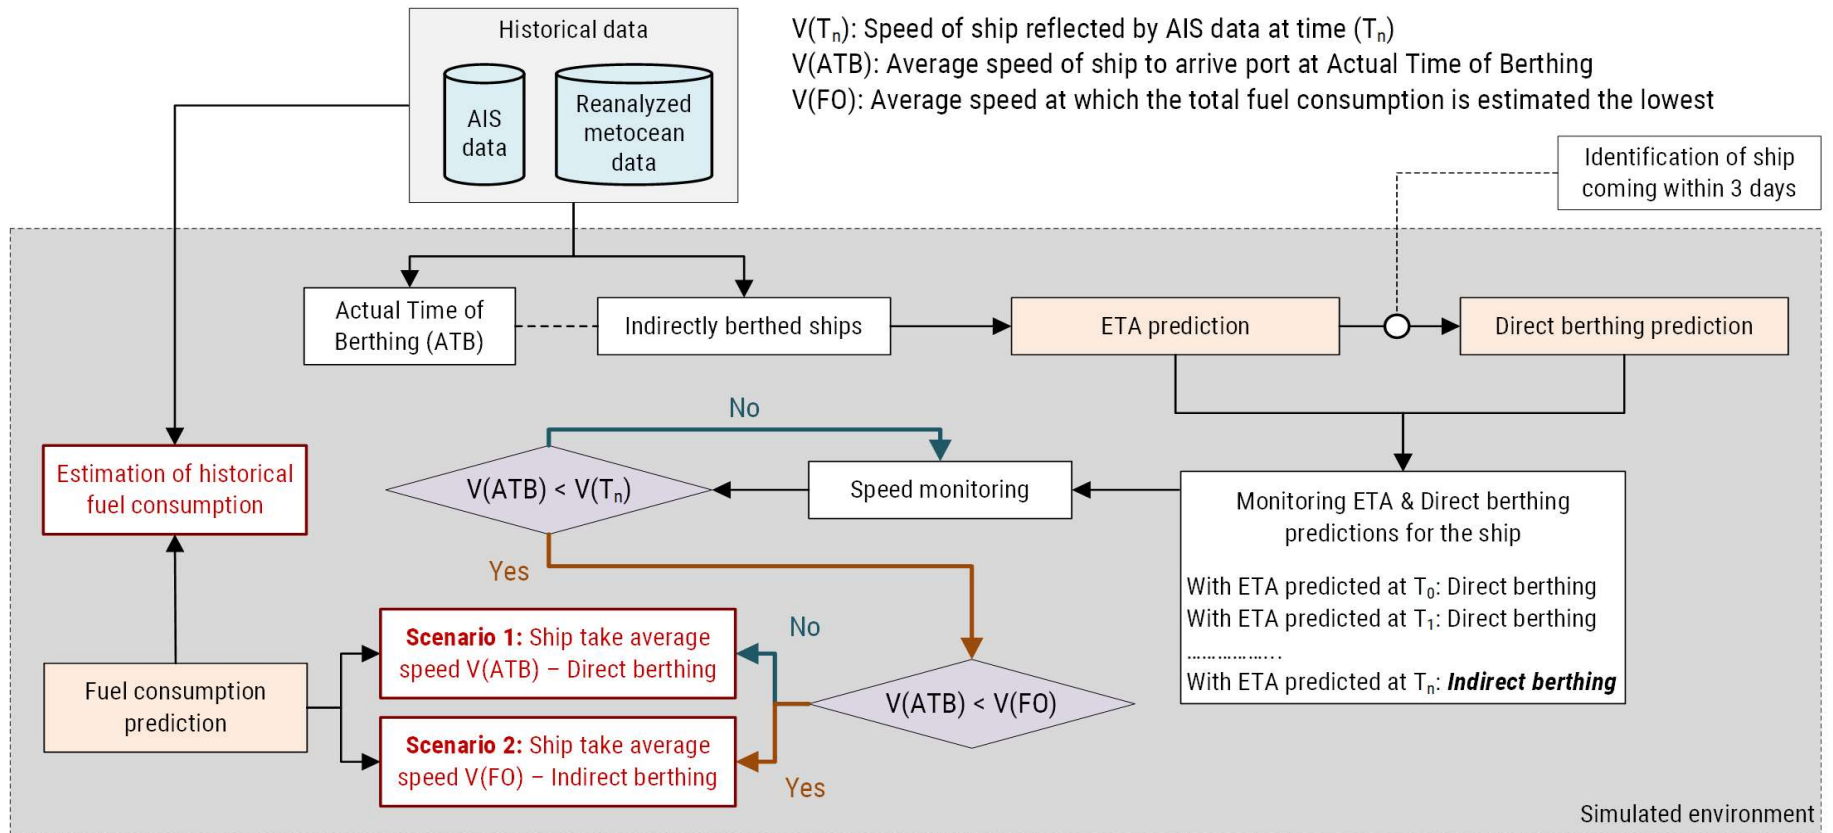 Historical data
AIS
data
Reanalyzed
metocean
data
V(Tₙ): Speed of ship reflected by AIS data at time (Tₙ)
V(ATB): Average speed of ship to arrive port at Actual Time of Berthing
V(FO): Average speed at which the total fuel consumption is estimated the lowest
Identification of ship
coming within 3 days
Actual Time of
Berthing (ATB)
Indirectly berthed ships
ETA prediction
Direct berthing prediction
No
Estimation of historical
fuel consumption
V(ATB) < V(Tₙ)
Speed monitoring
Monitoring ETA & Direct berthing
predictions for the ship
With ETA predicted at T₀: Direct berthing
With ETA predicted at T₁: Direct berthing
................
With ETA predicted at Tₙ: Indirect berthing
Yes
No
Scenario 1: Ship take average
speed V(ATB) – Direct berthing
Fuel consumption
prediction
V(ATB) < V(FO)
Scenario 2: Ship take average
speed V(FO) – Indirect berthing
Yes
Simulated environment